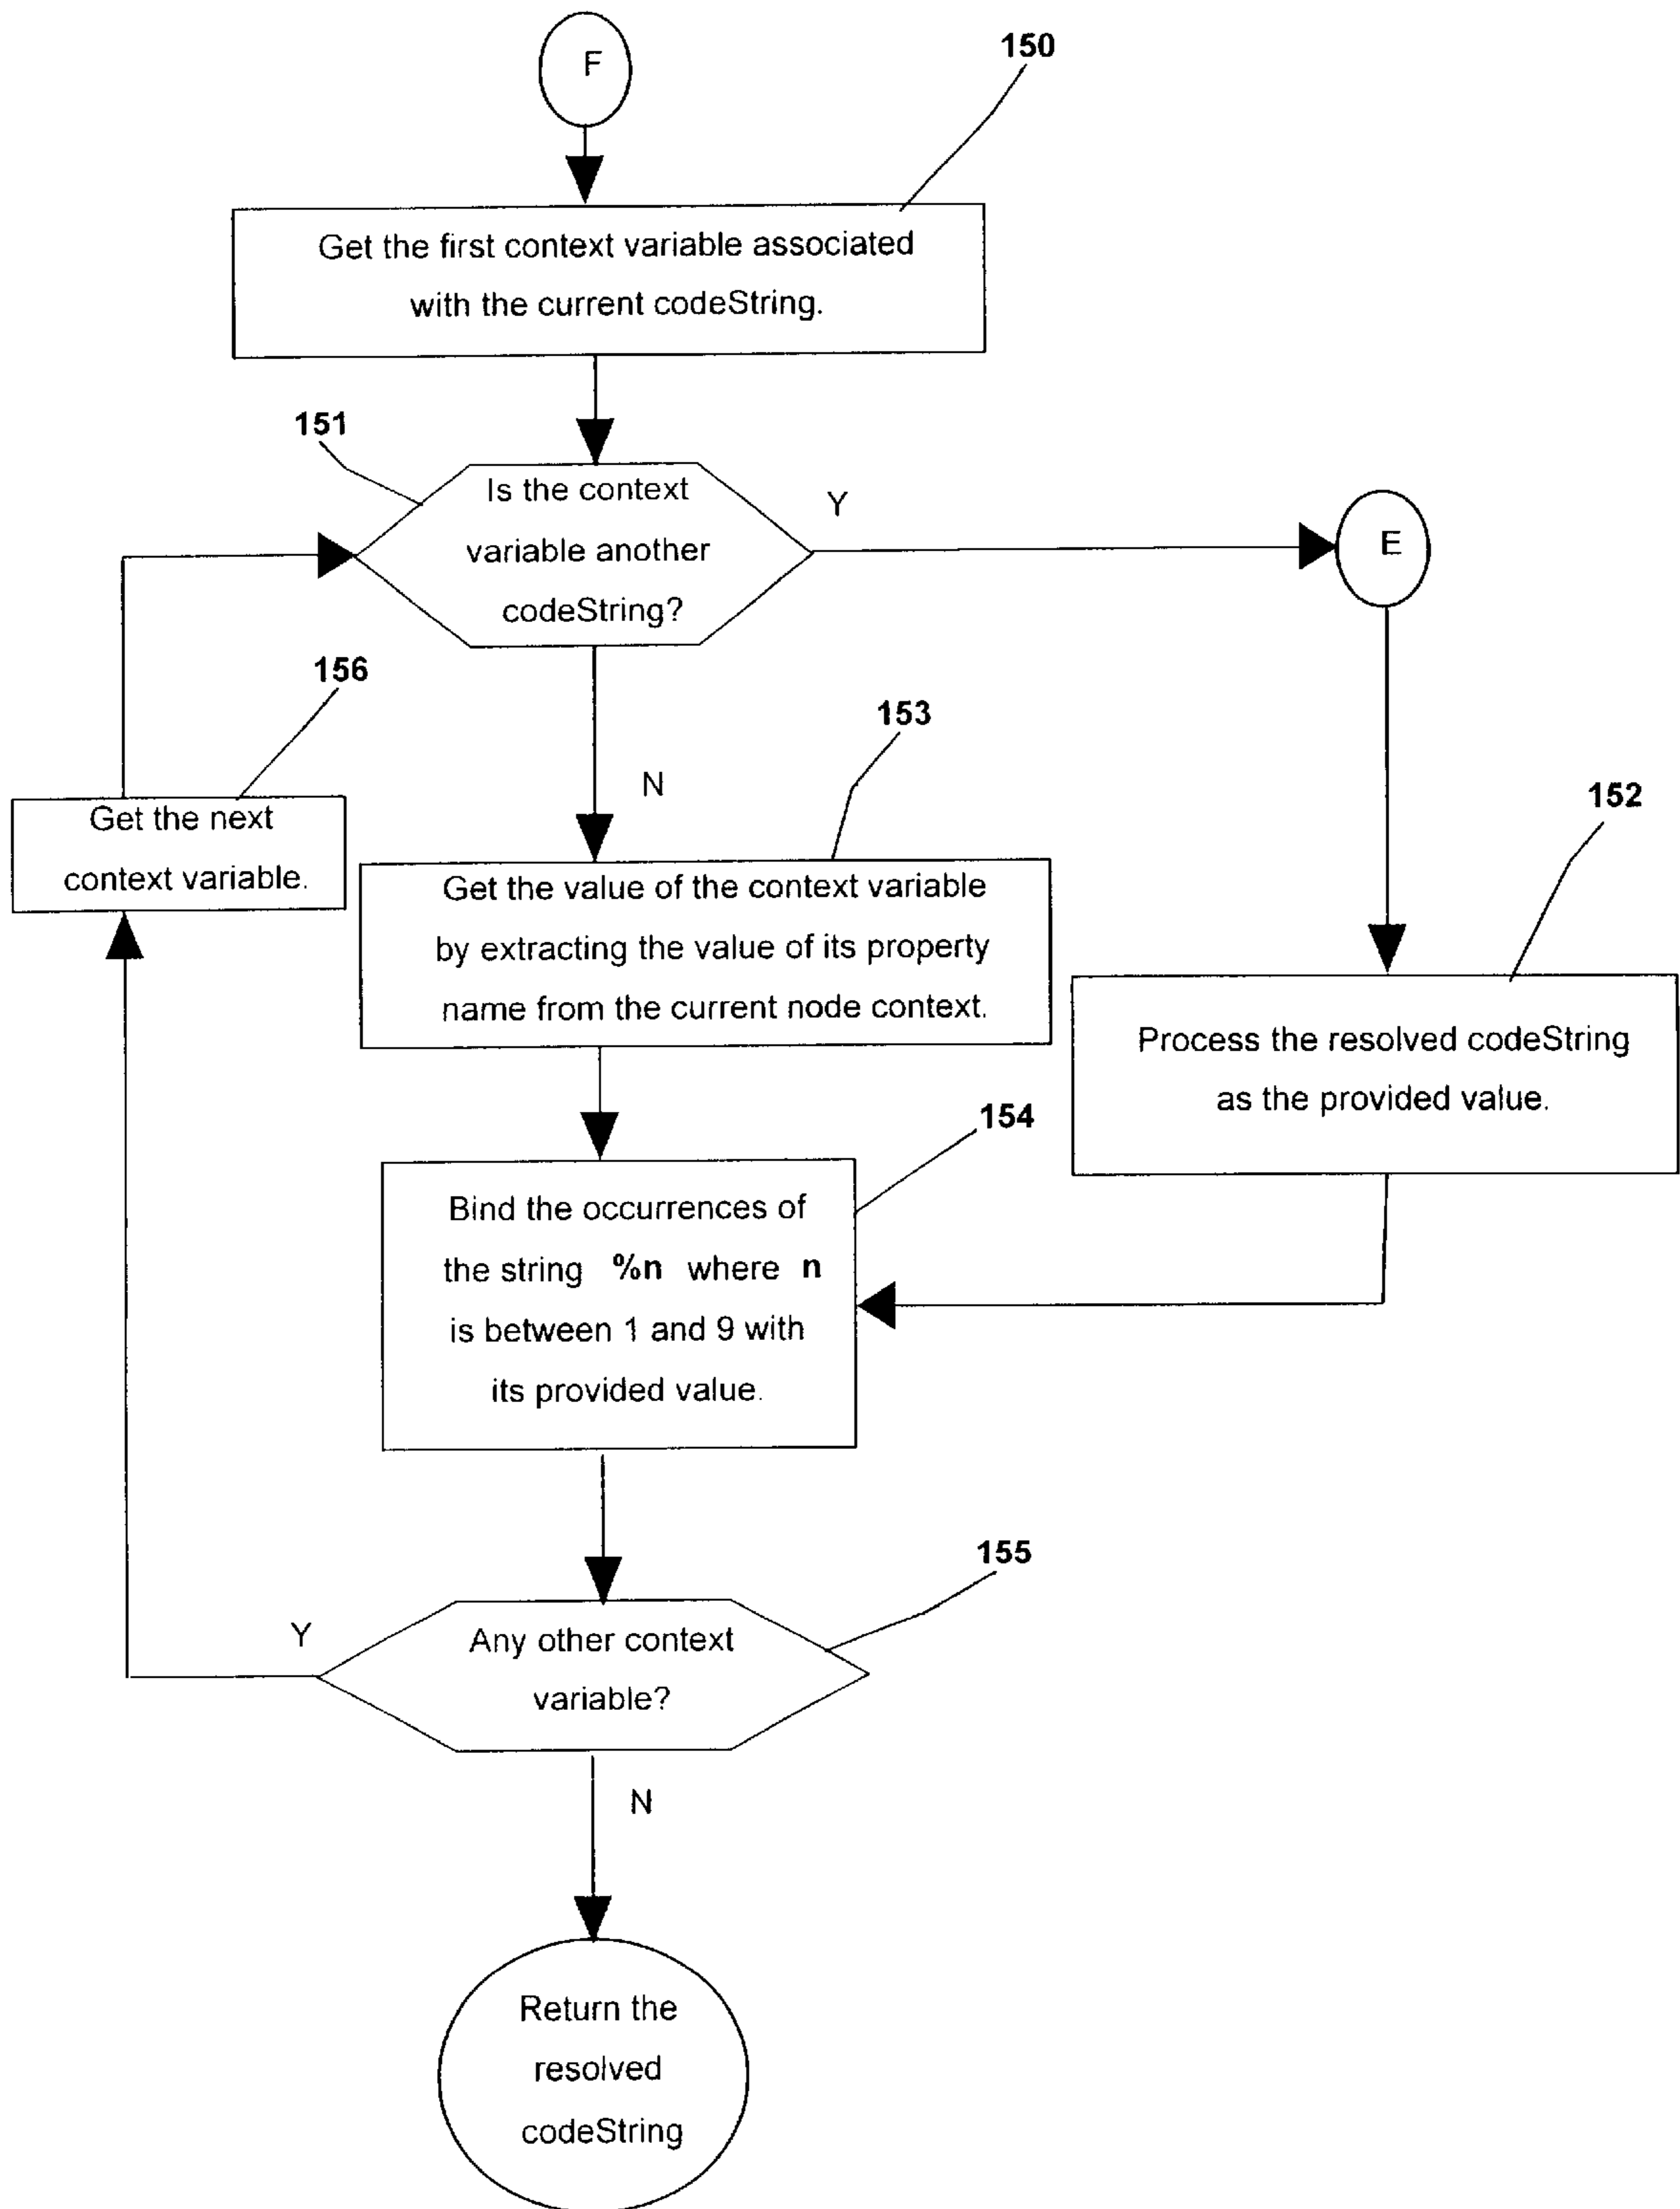 F
150
Get the first context variable associated
with the current codeString.
151
Is the context
variable another
codeString?
Y
E
156
Get the next
context variable.
N
153
Get the value of the context variable
by extracting the value of its property
name from the current node context.
152
Process the resolved codeString
as the provided value.
154
Bind the occurrences of
the string %n where n
is between 1 and 9 with
its provided value.
155
Any other context
variable?
Y
N
Return the
resolved
codeString